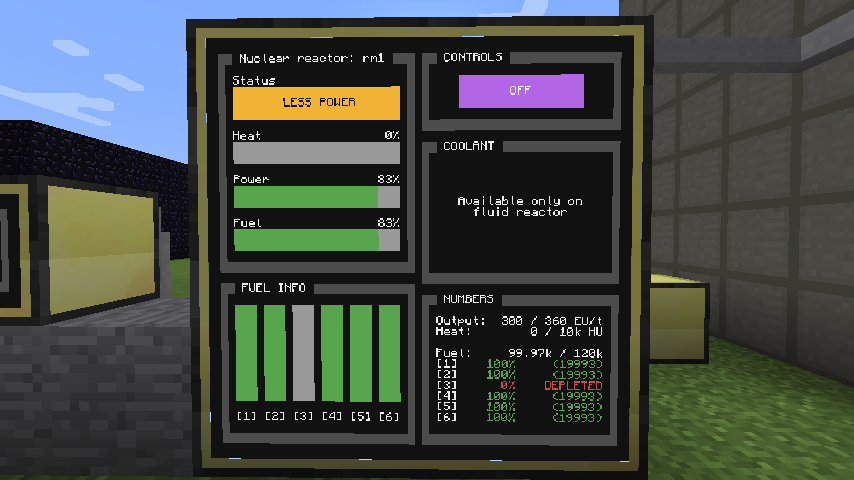 Nuclear reactor: rm1
Status
LESS POWER
Heat 0%
Power 83%
Fuel 83%
CONTROLS
OFF
COOLANT
Available only on
fluid reactor
FUEL INFO
[1] [2] [3] [4] [5] [6]
NUMBERS
Output: 300 / 360 EU/t
Heat: 0 / 10k HU
Fuel: 99.97k / 120k
[1] 100% (19993)
[2] 100% (19993)
[3] 0% DEPLETED
[4] 100% (19993)
[5] 100% (19993)
[6] 100% (19993)